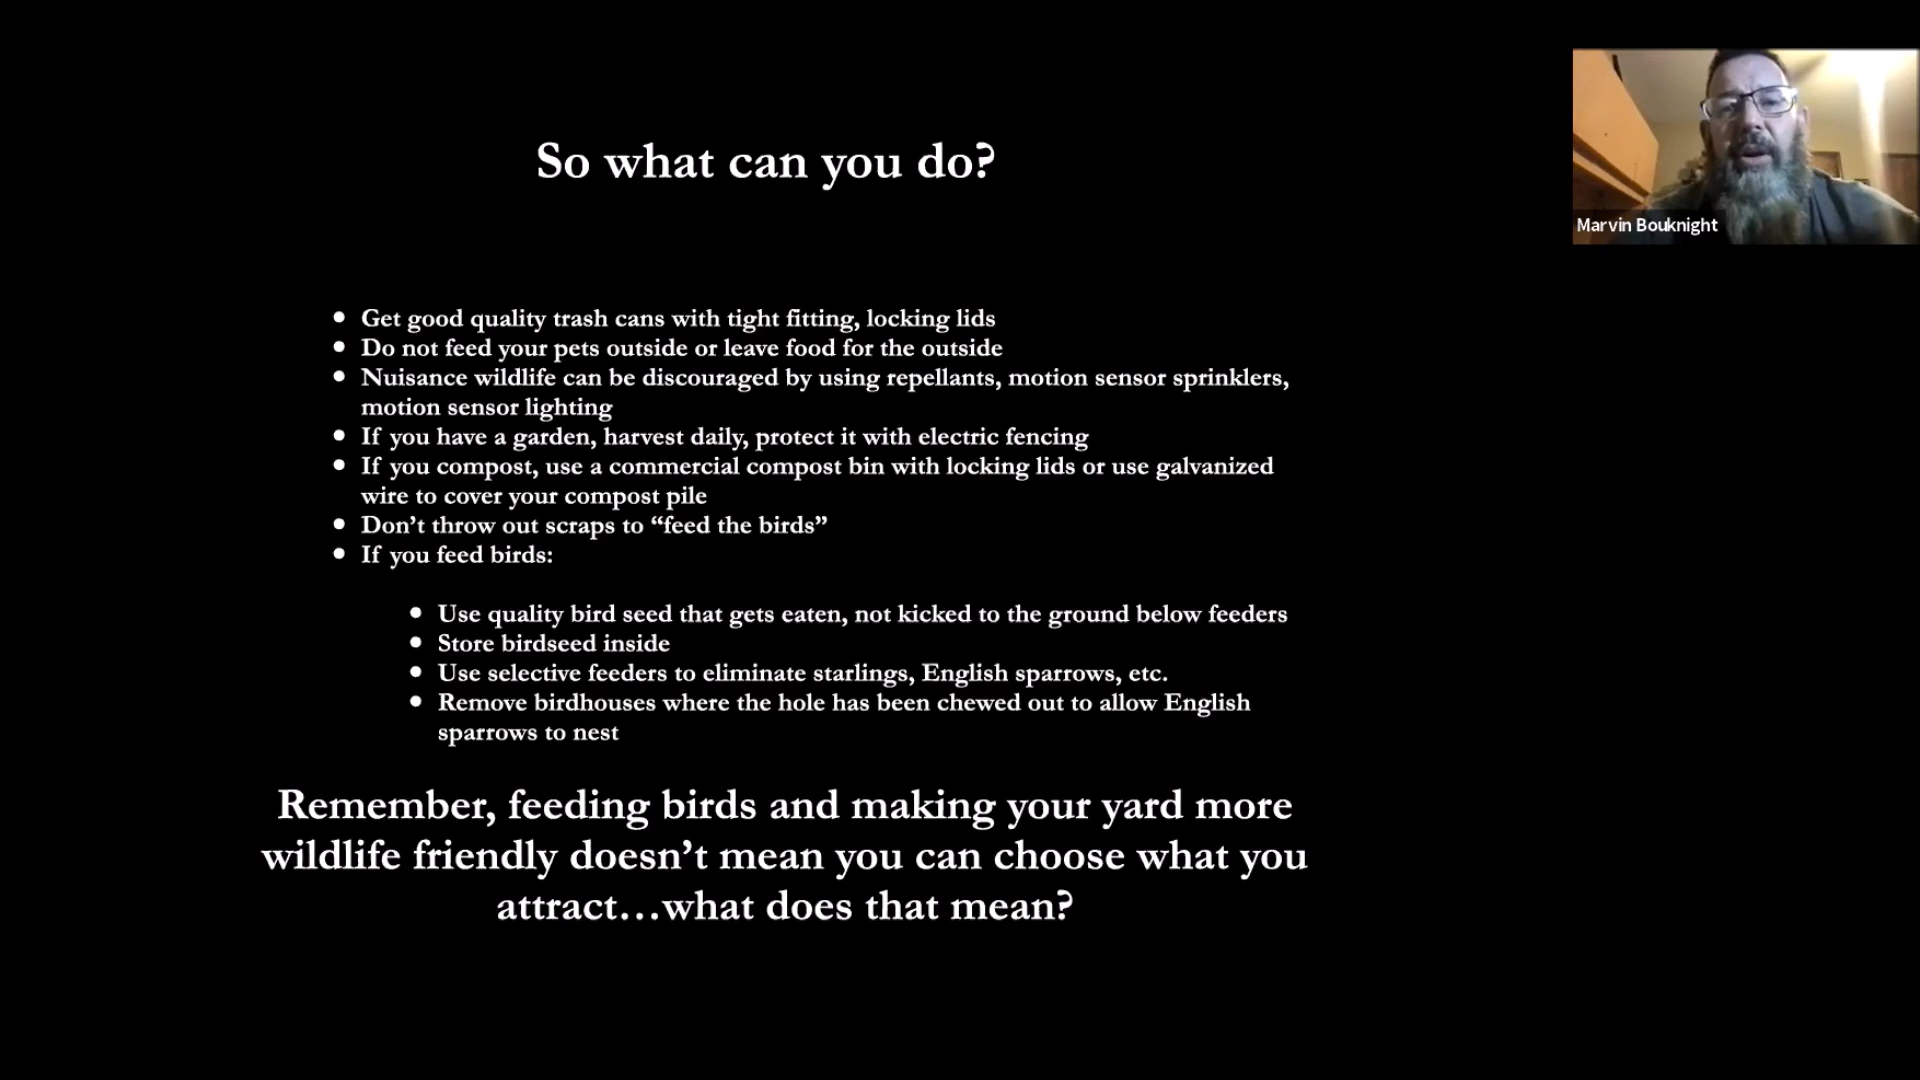 So what can you do?
Marvin Bouknight
• Get good quality trash cans with tight fitting, locking lids
• Do not feed your pets outside or leave food for the outside
• Nuisance wildlife can be discouraged by using repellants, motion sensor sprinklers,
motion sensor lighting
• If you have a garden, harvest daily, protect it with electric fencing
• If you compost, use a commercial compost bin with locking lids or use galvanized
wire to cover your compost pile
• Don’t throw out scraps to “feed the birds”
• If you feed birds:
• Use quality bird seed that gets eaten, not kicked to the ground below feeders
• Store birdseed inside
• Use selective feeders to eliminate starlings, English sparrows, etc.
• Remove birdhouses where the hole has been chewed out to allow English
sparrows to nest
Remember, feeding birds and making your yard more
wildlife friendly doesn’t mean you can choose what you
attract…what does that mean?